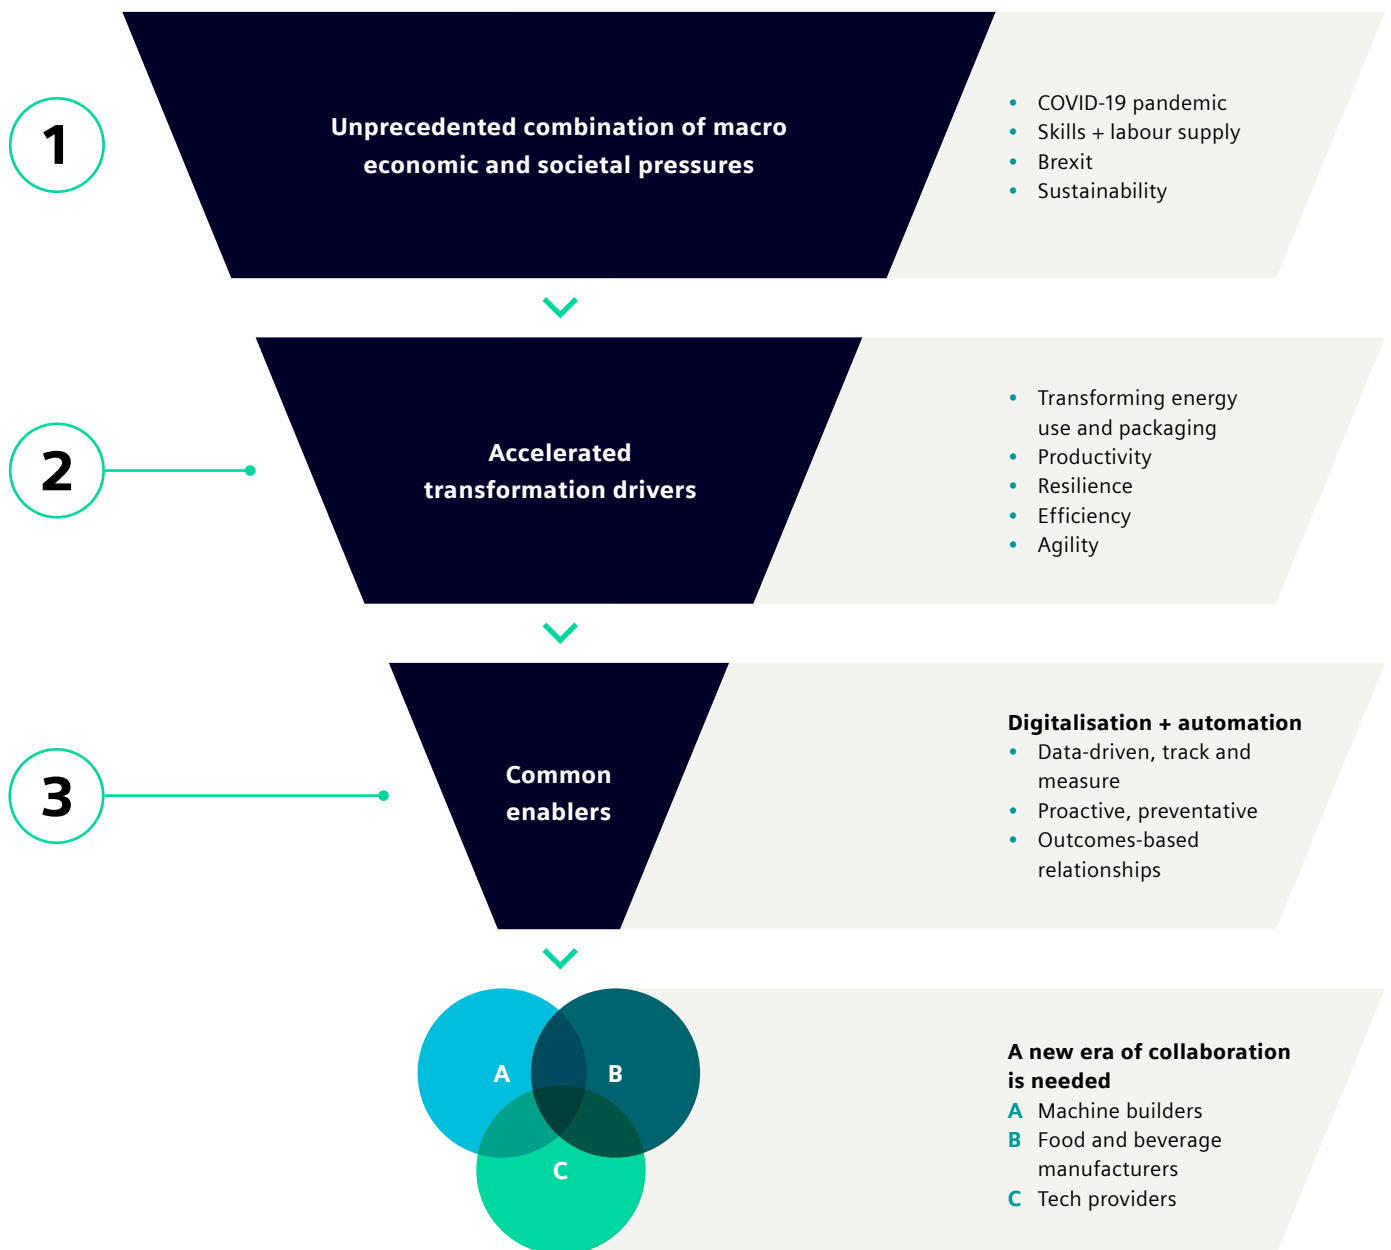 1
Unprecedented combination of macro
economic and societal pressures
• COVID-19 pandemic
• Skills + labour supply
• Brexit
• Sustainability
2
Accelerated
transformation drivers
• Transforming energy
use and packaging
• Productivity
• Resilience
• Efficiency
• Agility
3
Common
enablers
Digitalisation + automation
• Data-driven, track and
measure
• Proactive, preventative
• Outcomes-based
relationships
A
B
C
A new era of collaboration
is needed
A Machine builders
B Food and beverage
manufacturers
C Tech providers